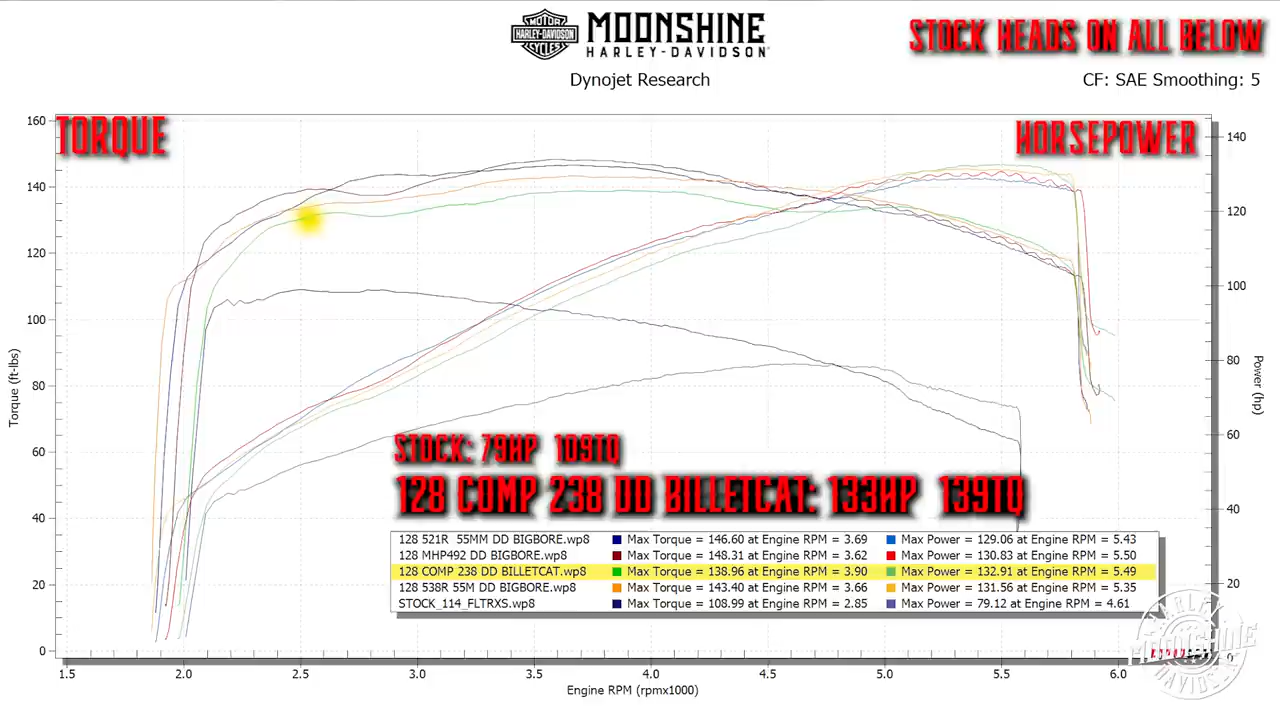 MOTOR
HARLEY-DAVIDSON
CYCLES
MOONSHINE
HARLEY-DAVIDSON
STOCK HEADS ON ALL BELOW
Dynojet Research
CF: SAE Smoothing: 5
TORQUE
HORSEPOWER
160
140
120
100
80
60
40
20
0
Torque (ft-lbs)
140
120
100
80
60
40
20
0
Power (hp)
STOCK: 79HP 109TQ
128 COMP 238 DD BILLETCAT: 133HP 139TQ
128 521R 55MM DD BIGBORE.wp8 Max Torque = 146.60 at Engine RPM = 3.69 Max Power = 129.06 at Engine RPM = 5.43
128 MHP492 DD BIGBORE.wp8 Max Torque = 148.31 at Engine RPM = 3.62 Max Power = 130.83 at Engine RPM = 5.50
128 COMP 238 DD BILLETCAT.wp8 Max Torque = 138.96 at Engine RPM = 3.90 Max Power = 132.91 at Engine RPM = 5.49
128 538R 55M DD BIGBORE.wp8 Max Torque = 143.40 at Engine RPM = 3.66 Max Power = 131.56 at Engine RPM = 5.35
STOCK_114_FLTRXS.wp8 Max Torque = 108.99 at Engine RPM = 2.85 Max Power = 79.12 at Engine RPM = 4.61
1.5 2.0 2.5 3.0 3.5 4.0 4.5 5.0 5.5 6.0
Engine RPM (rpmx1000)
HARLEY
MOONSHINE
DAVIDSON